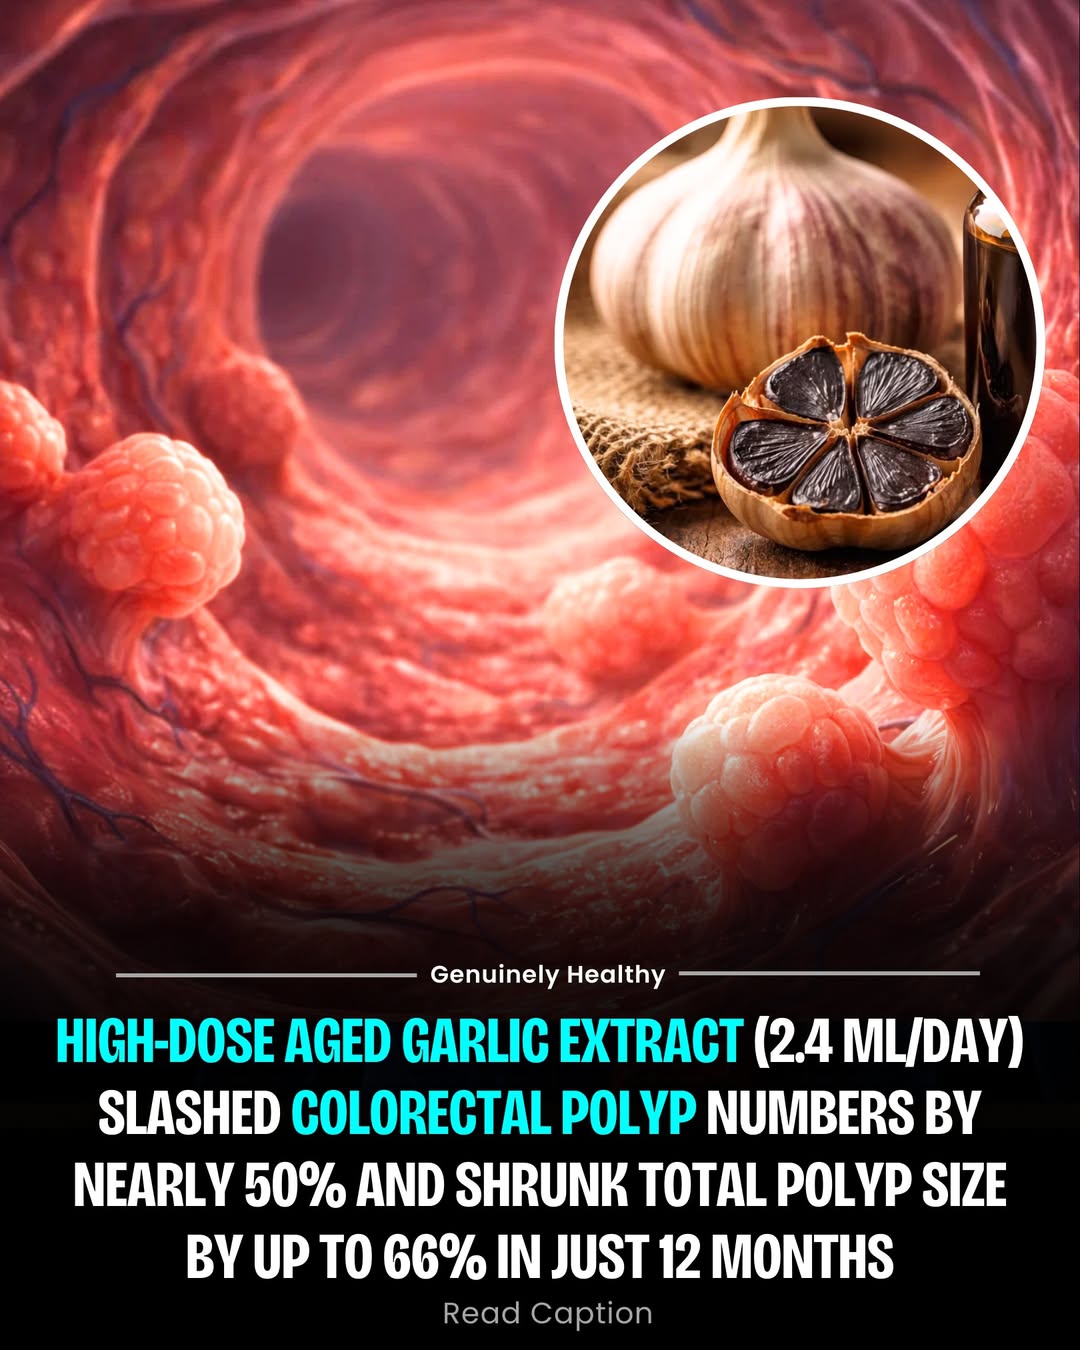 Genuinely Healthy
HIGH-DOSE AGED GARLIC EXTRACT (2.4 ML/DAY)
SLASHED COLORECTAL POLYP NUMBERS BY
NEARLY 50% AND SHRUNK TOTAL POLYP SIZE
BY UP TO 66% IN JUST 12 MONTHS
Read Caption